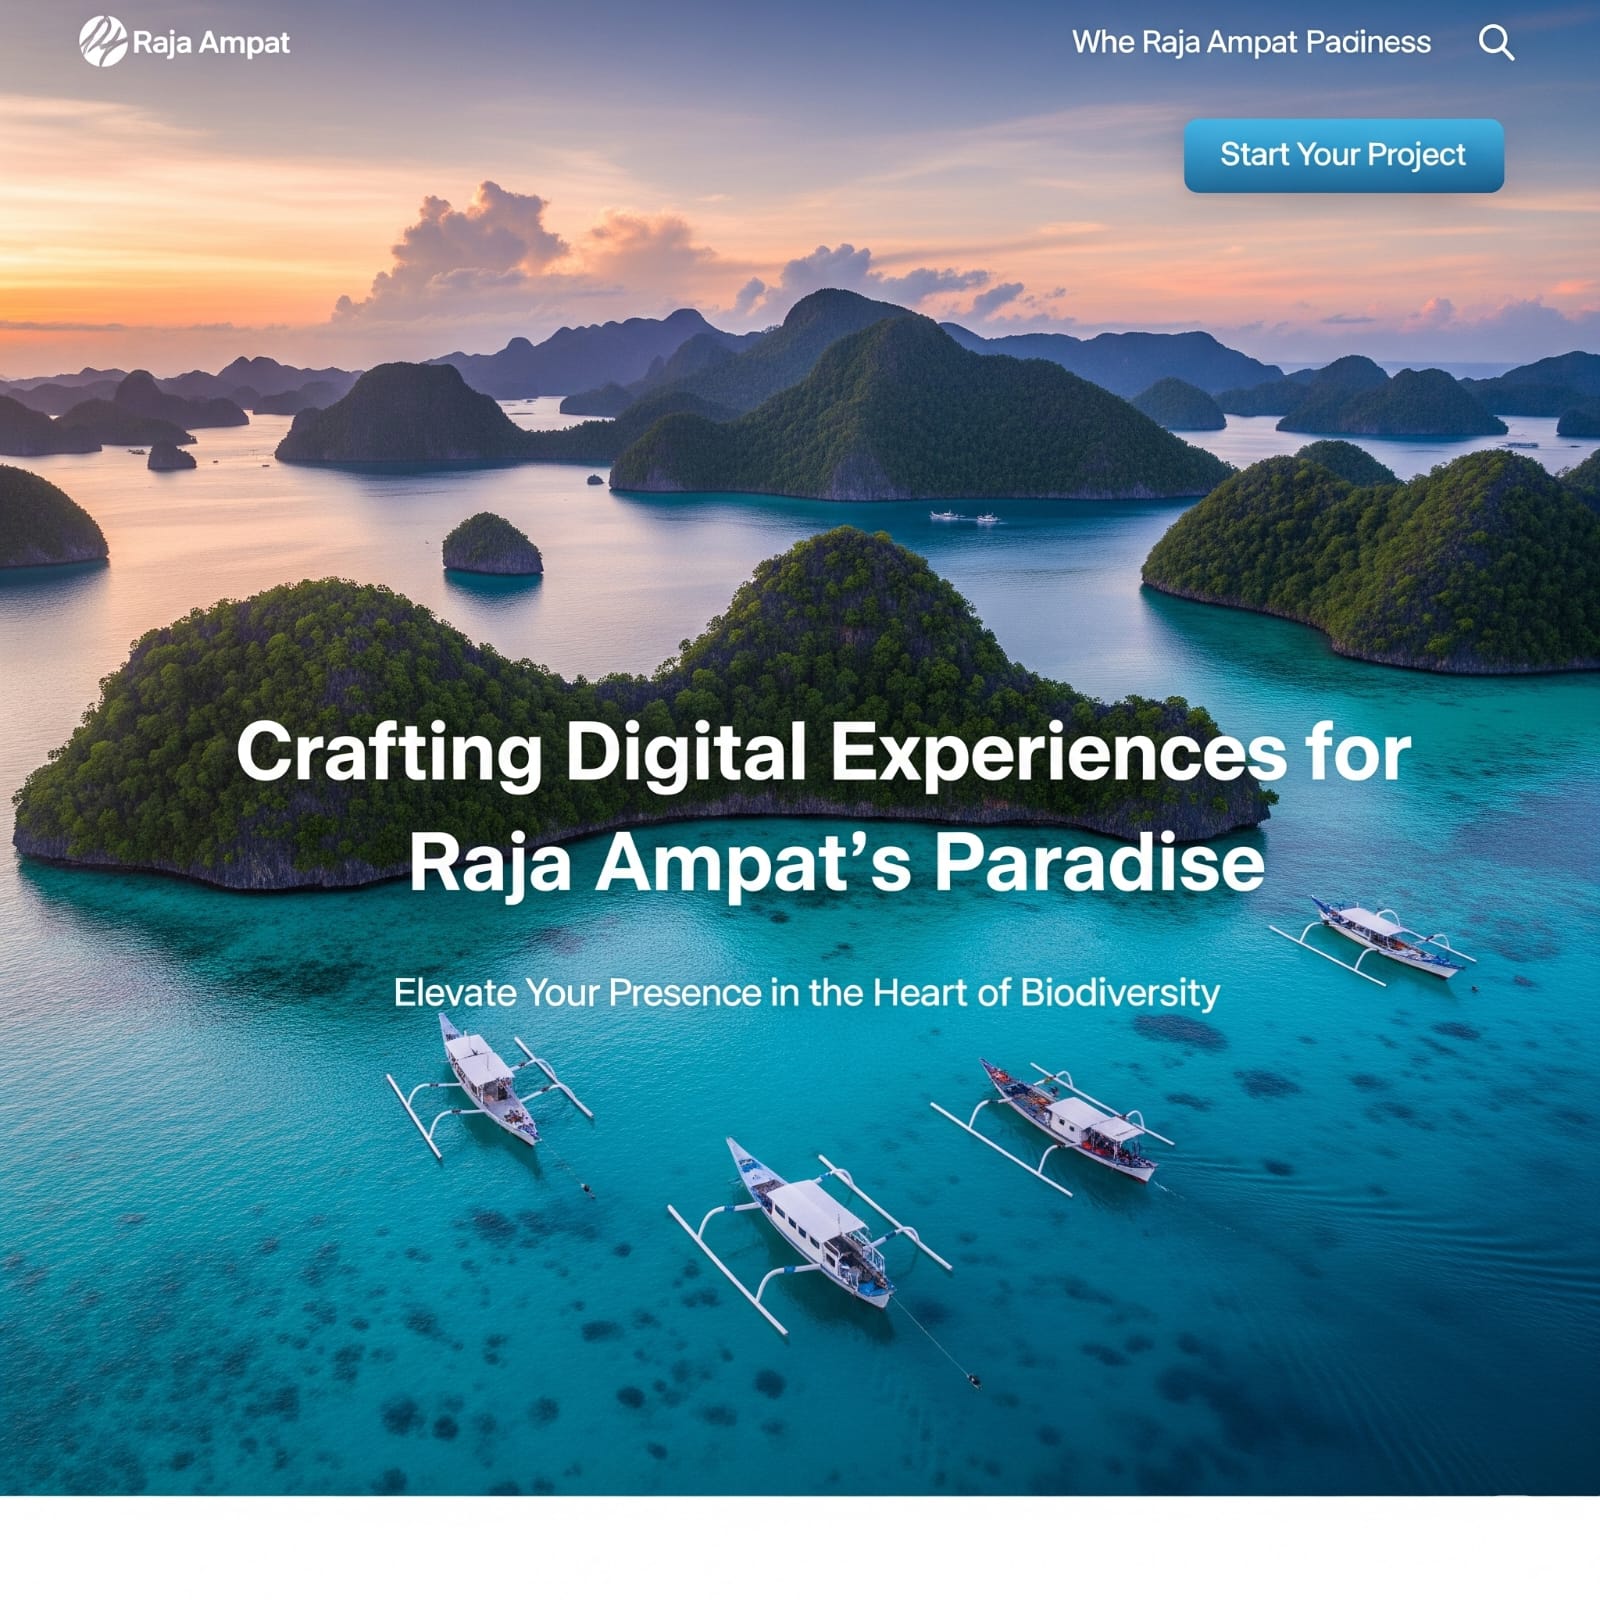 Raja Ampat
Whe Raja Ampat Padiness
Start Your Project
Crafting Digital Experiences for
Raja Ampat’s Paradise
Elevate Your Presence in the Heart of Biodiversity